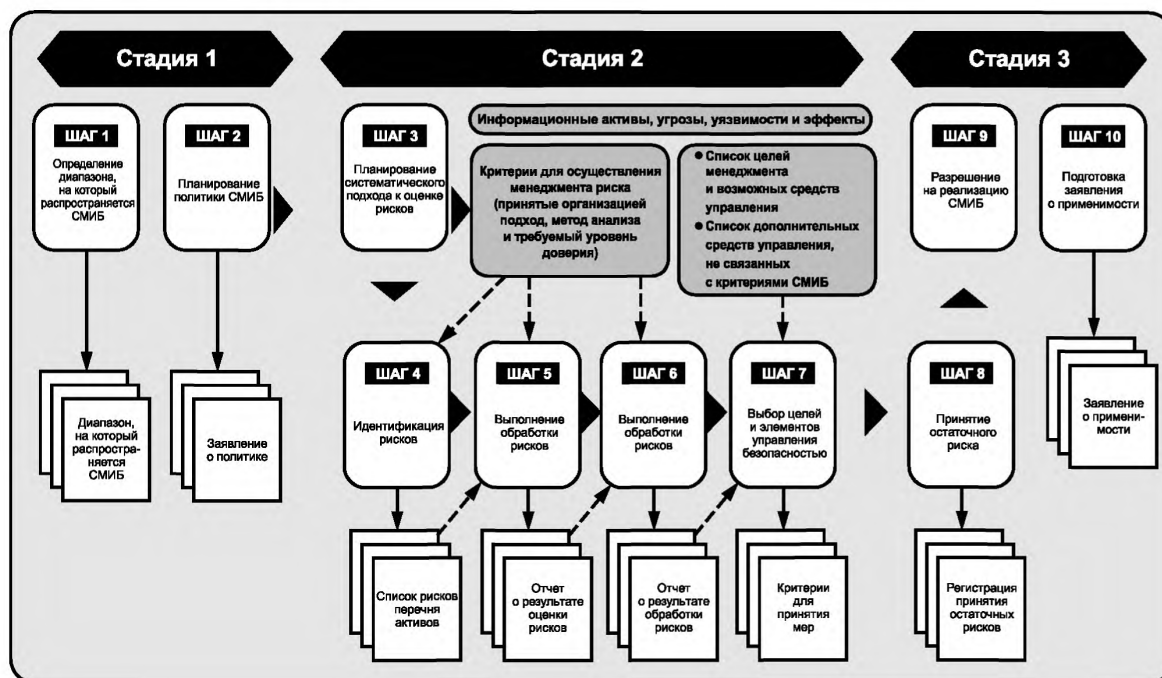 Стадия 1
Стадия 2
Стадия 3
ШАГ 1
Определение
диапазона,
на который
распространяется
СМИБ
ШАГ 2
Планирование
политики СМИБ
ШАГ 3
Планирование
систематического
подхода к оценке
рисков
Информационные активы, угрозы, уязвимости и эффекты
Критерии для осуществления
менеджмента риска
(принятые организацией
подход, метод анализа
и требуемый уровень
доверия)
● Список целей
менеджмента
и возможных средств
управления
● Список дополнительных
средств управления,
не связанных
с критериями СМИБ
ШАГ 9
Разрешение
на реализацию
СМИБ
ШАГ 10
Подготовка
заявления
о применимости
Диапазон,
на который
распростра-
няется
СМИБ
Заявление
о политике
ШАГ 4
Идентификация
рисков
ШАГ 5
Выполнение
обработки
рисков
ШАГ 6
Выполнение
обработки
рисков
ШАГ 7
Выбор целей
и элементов
управления
безопасностью
ШАГ 8
Принятие
остаточного
риска
Заявление
о примени-
мости
Список рисков
перечня
активов
Отчет
о результате
оценки
рисков
Отчет
о результате
обработки
рисков
Критерии
для
принятия
мер
Регистрация
принятия
остаточных
рисков